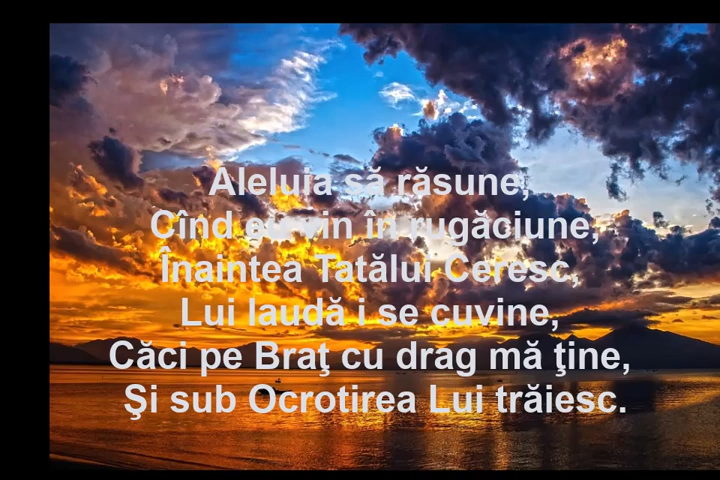 Aleluia să răsune,
Cînd eu vin în rugăciune,
Înaintea Tatălui Ceresc,
Lui laudă i se cuvine,
Căci pe Braţ cu drag mă ţine,
Şi sub Ocrotirea Lui trăiesc.